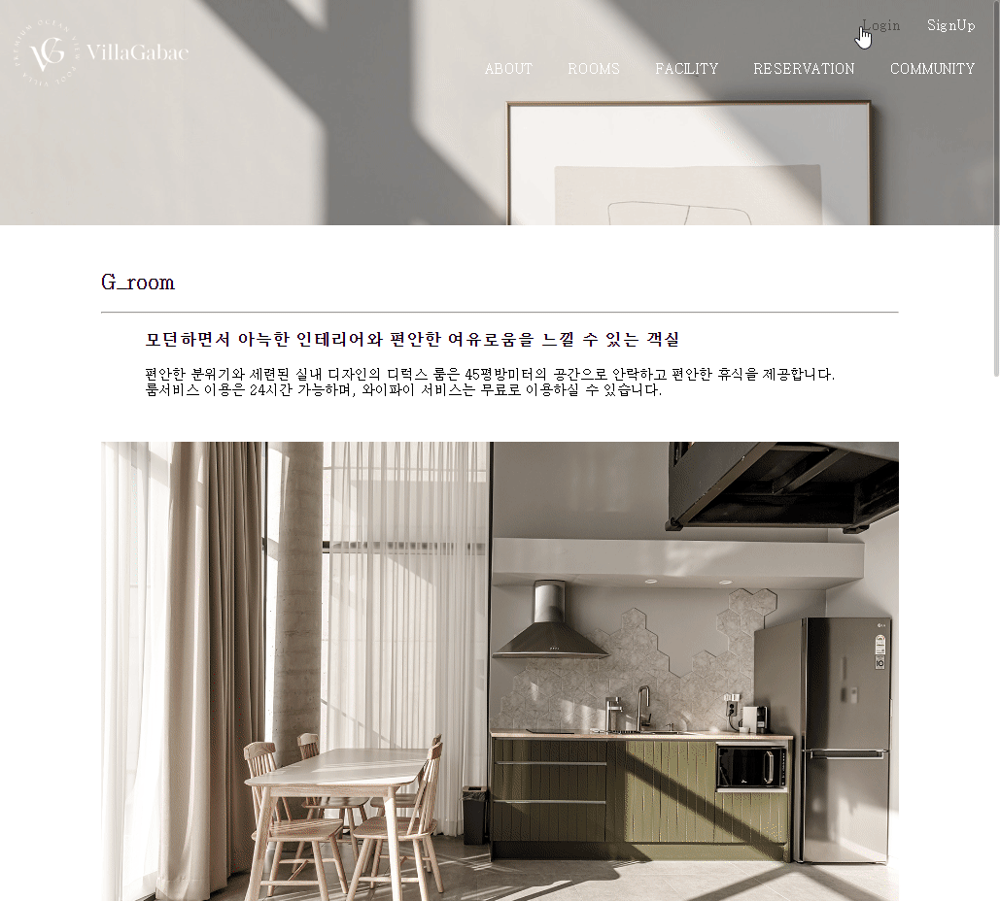 VG VillaGabae
Login SignUp
ABOUT ROOMS FACILITY RESERVATION COMMUNITY
G_room
모던하면서 아늑한 인테리어와 편안한 여유로움을 느낄 수 있는 객실
편안한 분위기와 세련된 실내 디자인의 디럭스 룸은 45평방미터의 공간으로 안락하고 편안한 휴식을 제공합니다.
룸서비스 이용은 24시간 가능하며, 와이파이 서비스는 무료로 이용하실 수 있습니다.